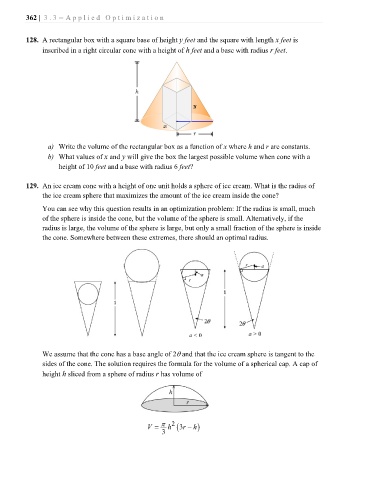 362 | 3.3 – Applied Optimization
128. A rectangular box with a square base of height y feet and the square with length x feet is
inscribed in a right circular cone with a height of h feet and a base with radius r feet.
h
y
x
r
a) Write the volume of the rectangular box as a function of x where h and r are constants.
b) What values of x and y will give the box the largest possible volume when cone with a
height of 10 feet and a base with radius 6 feet?
129. An ice cream cone with a height of one unit holds a sphere of ice cream. What is the radius of
the ice cream sphere that maximizes the amount of the ice cream inside the cone?
You can see why this question results in an optimization problem: If the radius is small, much
of the sphere is inside the cone, but the volume of the sphere is small. Alternatively, if the
radius is large, the volume of the sphere is large, but only a small fraction of the sphere is inside
the cone. Somewhere between these extremes, there should an optimal radius.
1
r
1
2θ
2θ
a < 0
a > 0
We assume that the cone has a base angle of 2θ and that the ice cream sphere is tangent to the
sides of the cone. The solution requires the formula for the volume of a spherical cap. A cap of
height h sliced from a sphere of radius r has volume of
h
r
V = π/3 h² (3r – h)